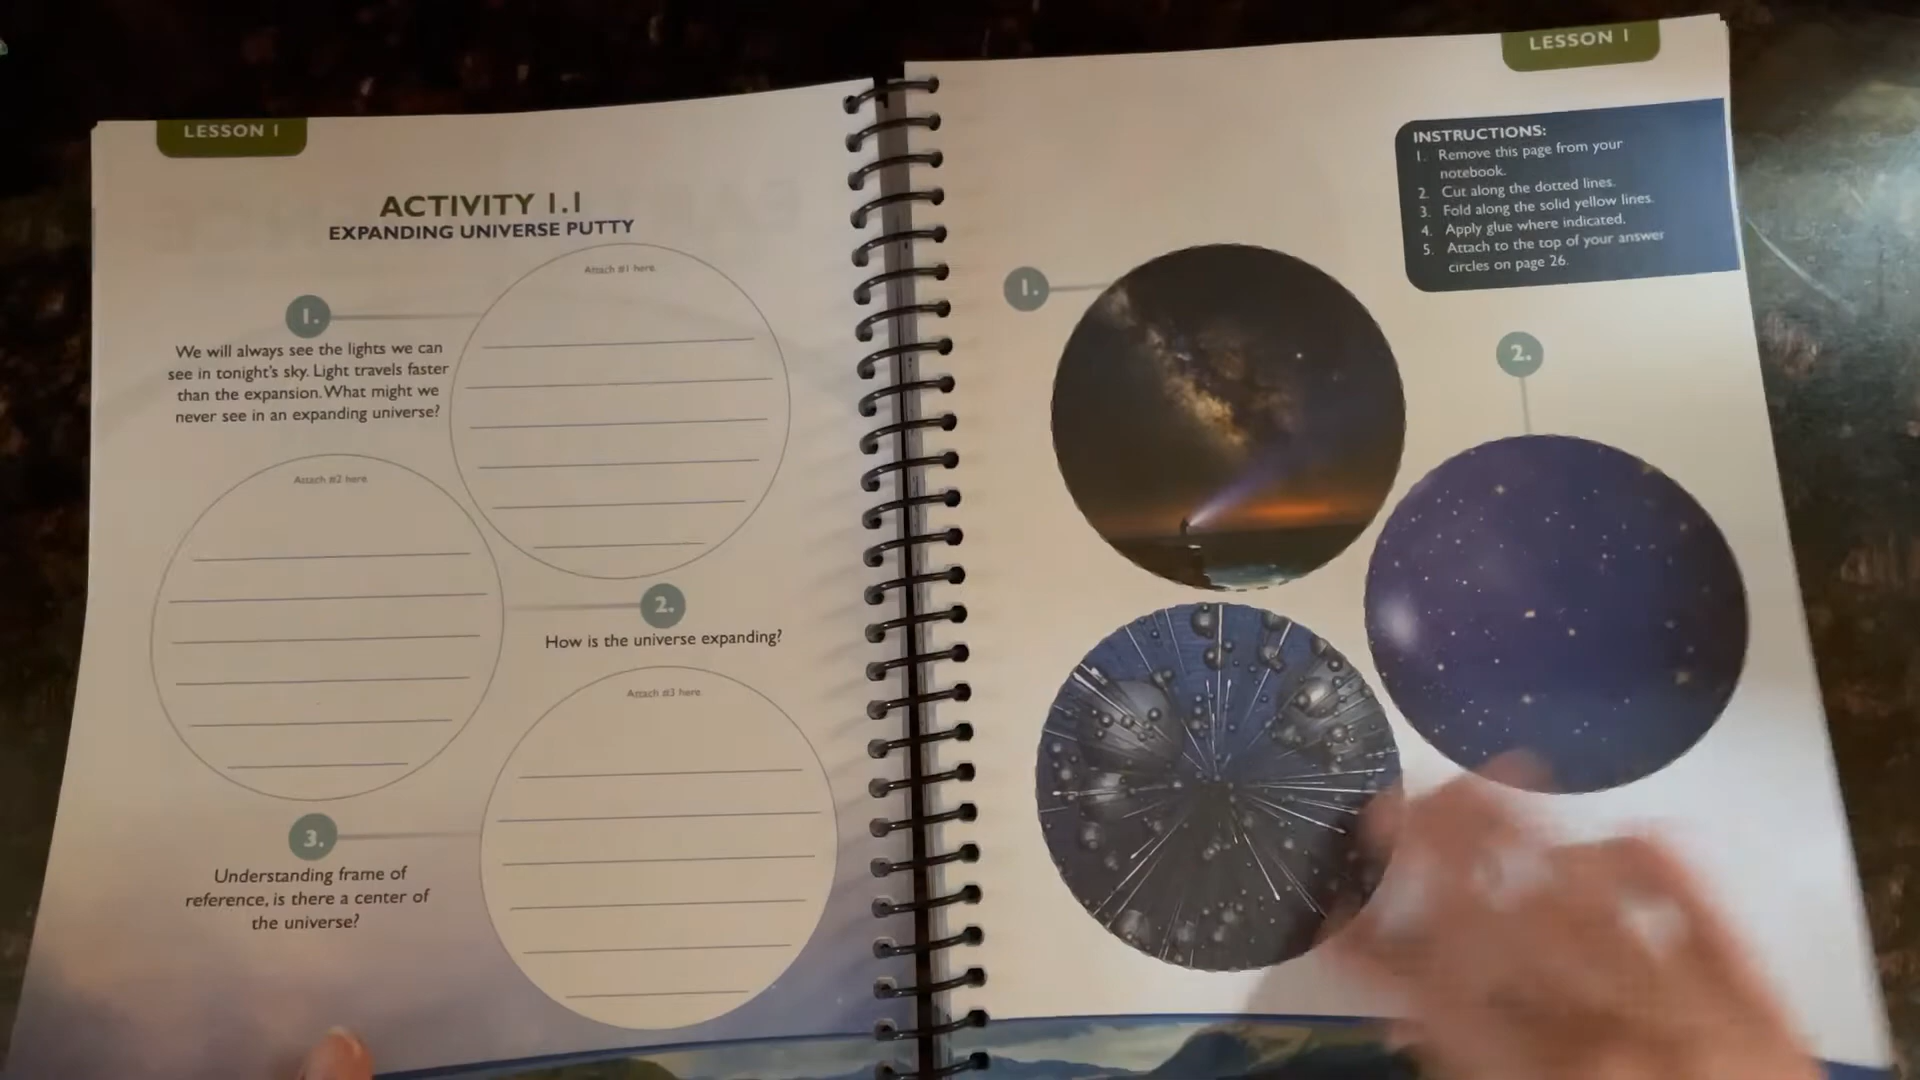 LESSON 1
ACTIVITY 1.1
EXPANDING UNIVERSE PUTTY
Attach #1 here.
1.
We will always see the lights we can
see in tonight's sky. Light travels faster
than the expansion. What might we
never see in an expanding universe?
Attach #2 here.
2.
How is the universe expanding?
Attach #3 here.
3.
Understanding frame of
reference, is there a center of
the universe?
LESSON 1
INSTRUCTIONS:
1. Remove this page from your
notebook.
2. Cut along the dotted lines.
3. Fold along the solid yellow lines.
4. Apply glue where indicated.
5. Attach to the top of your answer
circles on page 26.
1.
2.